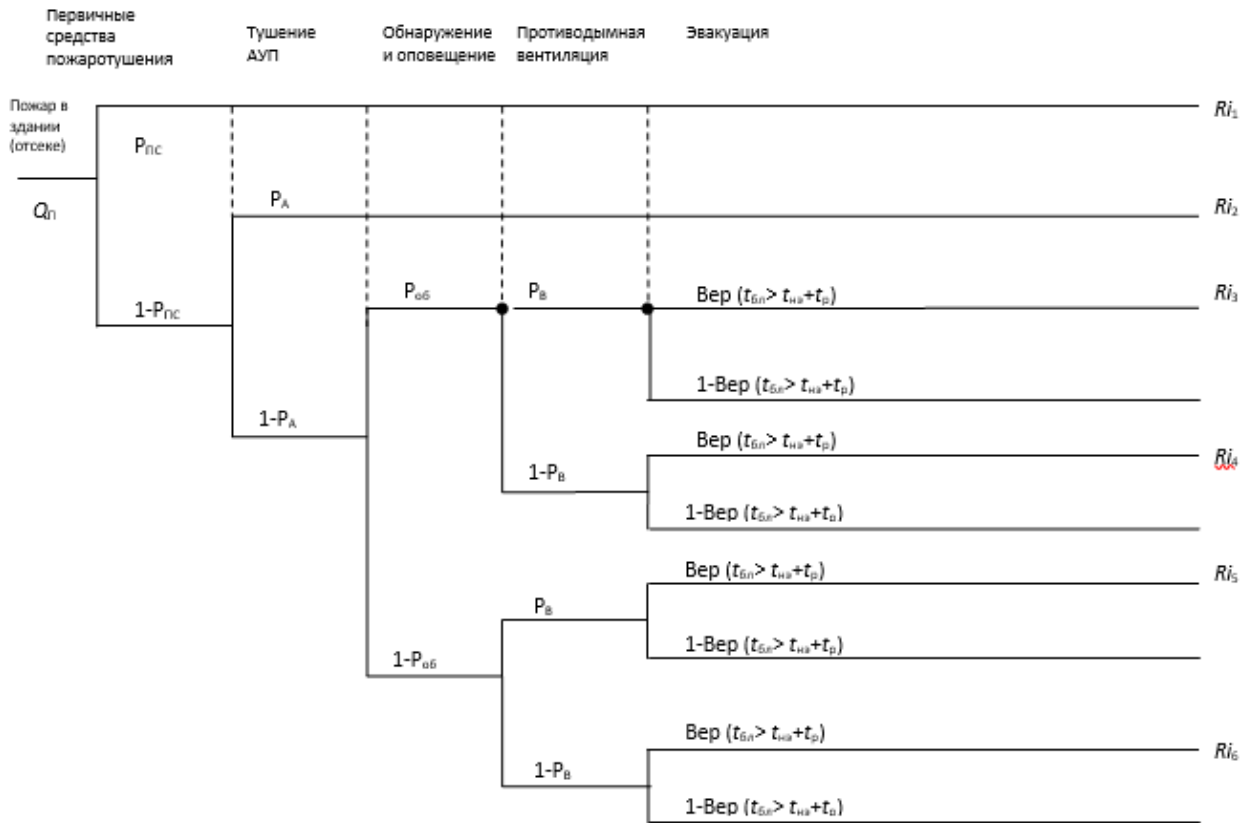 Первичные
средства
пожаротушения
Тушение
АУП
Обнаружение
и оповещение
Противодымная
вентиляция
Эвакуация
Пожар в
здании
(отсеке)
Qп
Pпс
1-Pпс
PА
1-PА
Pоб
1-Pоб
PВ
1-PВ
PВ
1-PВ
Вер (tбл> tнэ+tр)
1-Вер (tбл> tнэ+tр)
Вер (tбл> tнэ+tр)
1-Вер (tбл> tнэ+tр)
Вер (tбл> tнэ+tр)
1-Вер (tбл> tнэ+tр)
Вер (tбл> tнэ+tр)
1-Вер (tбл> tнэ+tр)
Ri1
Ri2
Ri3
Ri4
Ri5
Ri6